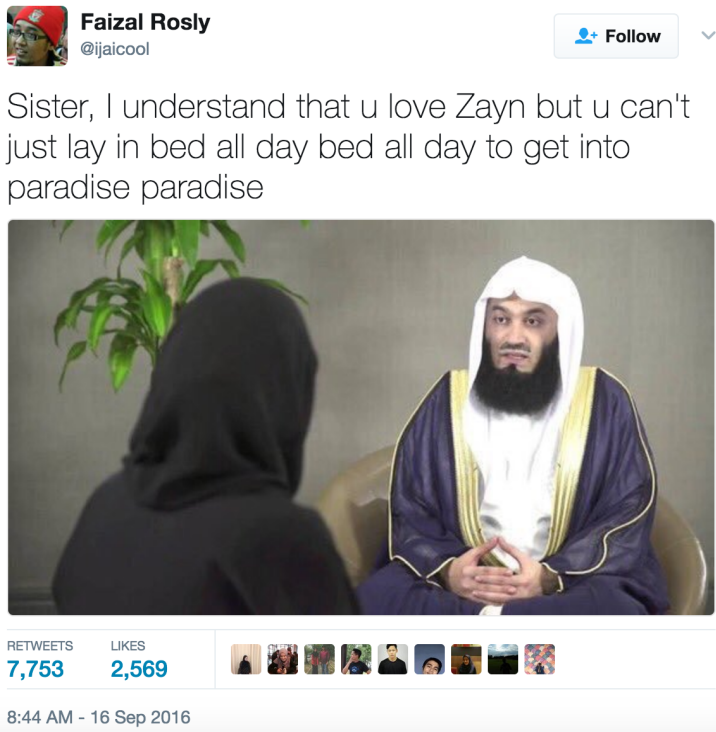 Faizal Rosly
@ijaicool
Follow
Sister, I understand that u love Zayn but u can't
just lay in bed all day bed all day to get into
paradise paradise
RETWEETS
LIKES
7,753
2,569
8:44 AM - 16 Sep 2016